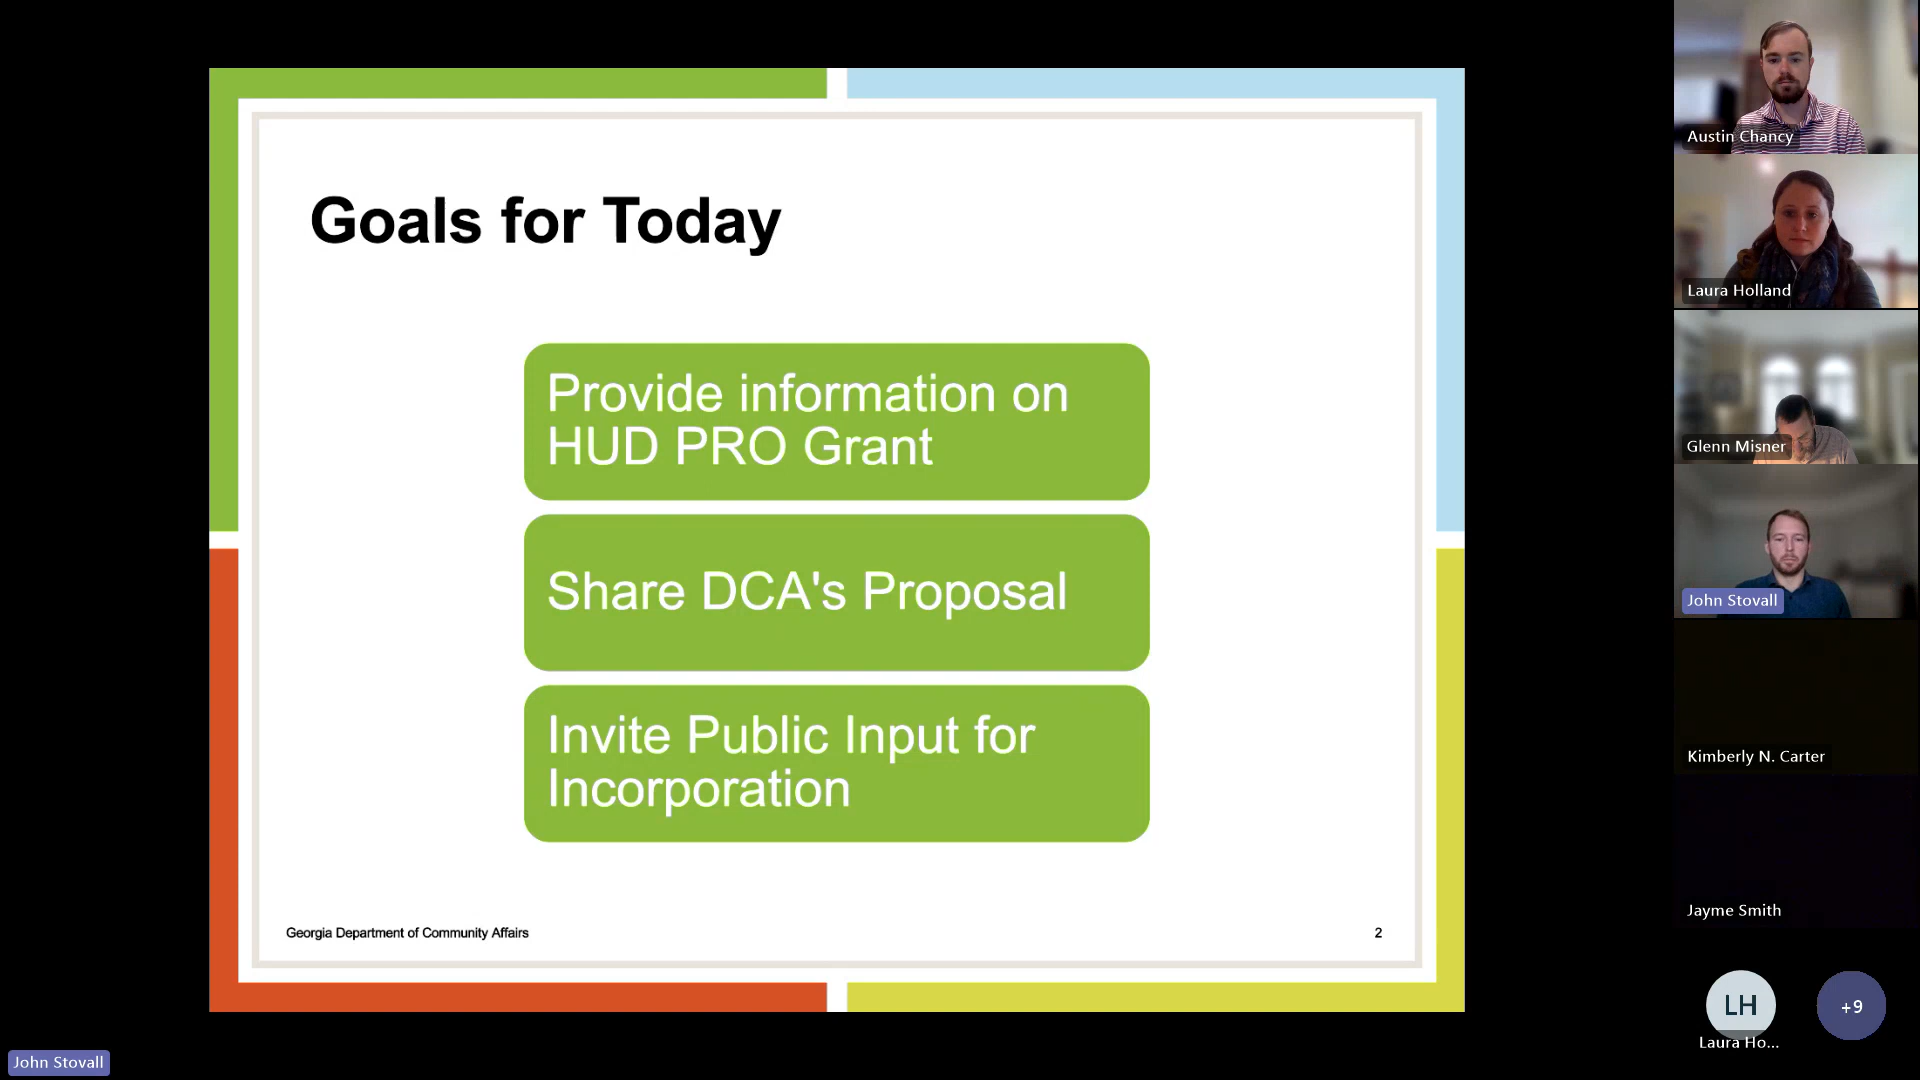 Goals for Today
Provide information on
HUD PRO Grant
Share DCA's Proposal
Invite Public Input for
Incorporation
Georgia Department of Community Affairs
2
John Stovall
Austin Chancy
Laura Holland
Glenn Misner
John Stovall
Kimberly N. Carter
Jayme Smith
LH
Laura Ho...
+9